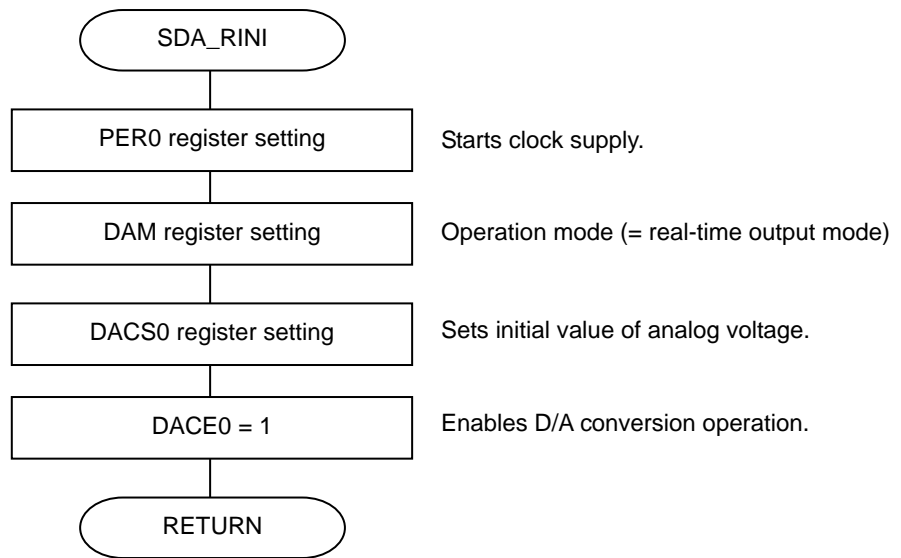 SDA_RINI
PER0 register setting
Starts clock supply.
DAM register setting
Operation mode (= real-time output mode)
DACS0 register setting
Sets initial value of analog voltage.
DACE0 = 1
Enables D/A conversion operation.
RETURN